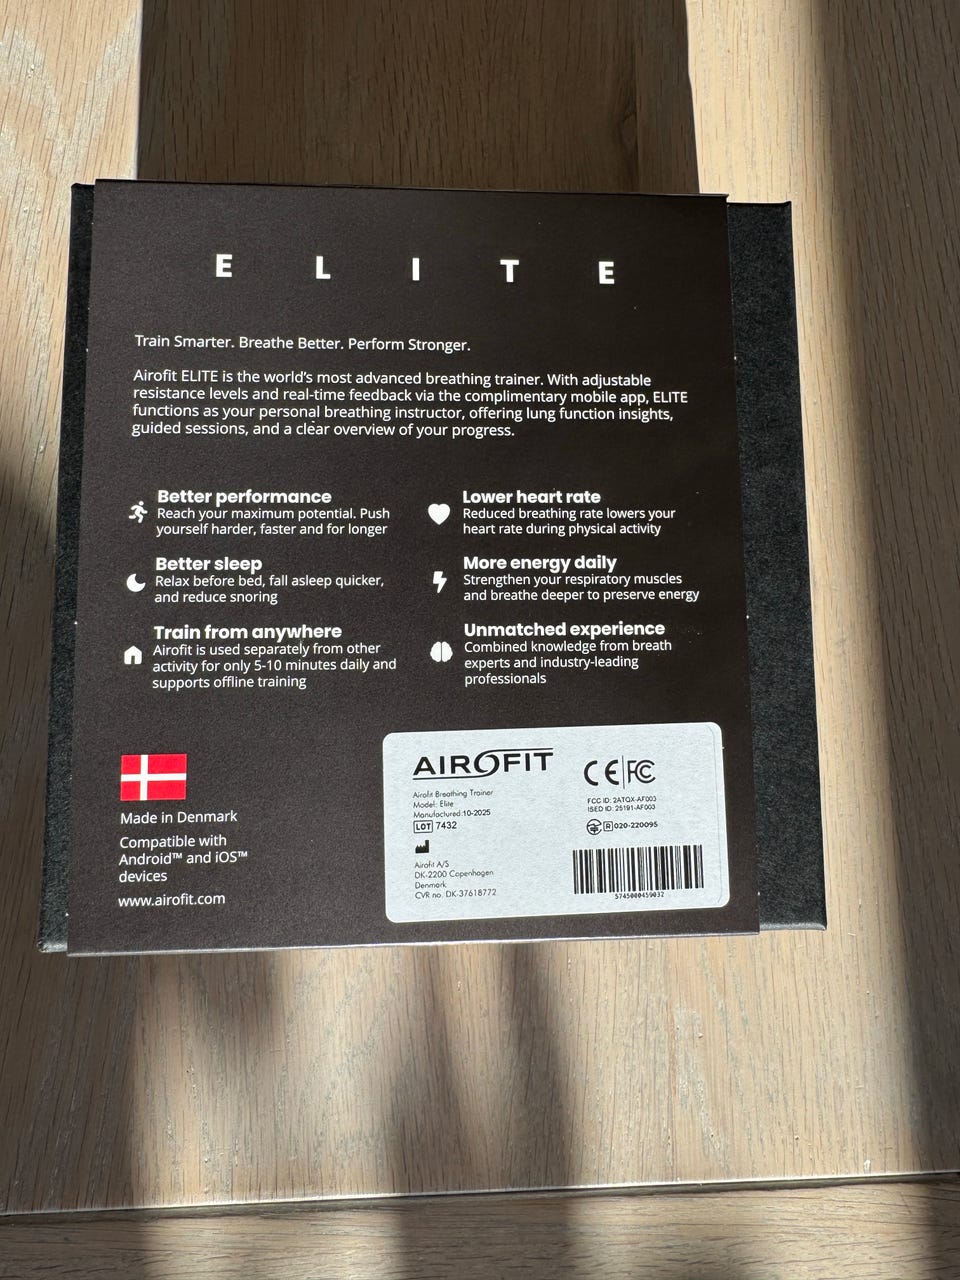 E L I T E
Train Smarter. Breathe Better. Perform Stronger.
Airofit ELITE is the world's most advanced breathing trainer. With adjustable
resistance levels and real-time feedback via the complimentary mobile app, ELITE
functions as your personal breathing instructor, offering lung function insights,
guided sessions, and a clear overview of your progress.
Better performance
Reach your maximum potential. Push
yourself harder, faster and for longer
Lower heart rate
Reduced breathing rate lowers your
heart rate during physical activity
Better sleep
Relax before bed, fall asleep quicker,
and reduce snoring
More energy daily
Strengthen your respiratory muscles
and breathe deeper to preserve energy
Train from anywhere
Airofit is used separately from other
activity for only 5-10 minutes daily and
supports offline training
Unmatched experience
Combined knowledge from breath
experts and industry-leading
professionals
Made in Denmark
Compatible with
Android™ and iOS™
devices
www.airofit.com
AIROFIT
Airofit Breathing Trainer
Model: Elite
Manufactured:10-2025
LOT 7432
Airofit A/S
DK-2200 Copenhagen
Denmark
CVR no. DK-37618772
CE FC
FCC ID: 2ATQX-AF003
ISED ID: 25191-AF003
R 020-220095
5745000459032